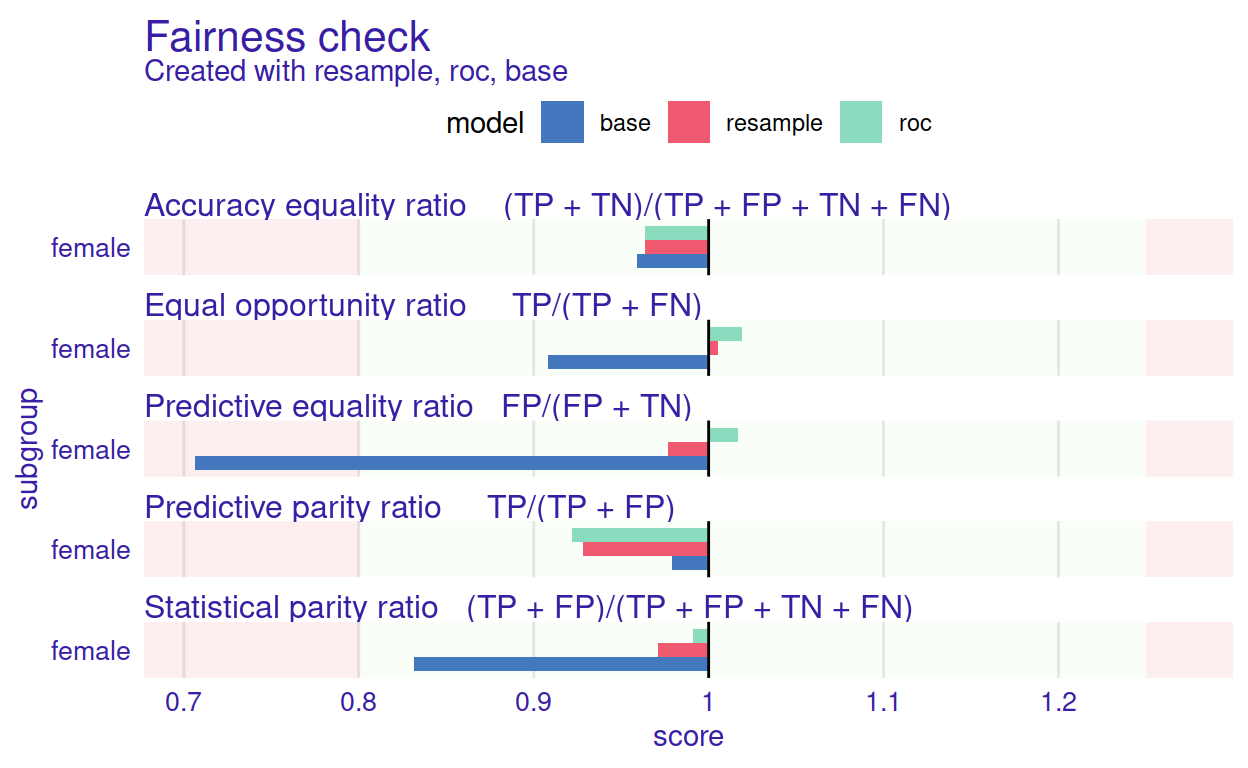 Fairness check
Created with resample, roc, base
model base resample roc
Accuracy equality ratio (TP + TN)/(TP + FP + TN + FN)
female
Equal opportunity ratio TP/(TP + FN)
female
Predictive equality ratio FP/(FP + TN)
female
Predictive parity ratio TP/(TP + FP)
female
Statistical parity ratio (TP + FP)/(TP + FP + TN + FN)
female
subgroup
0.7 0.8 0.9 1 1.1 1.2
score